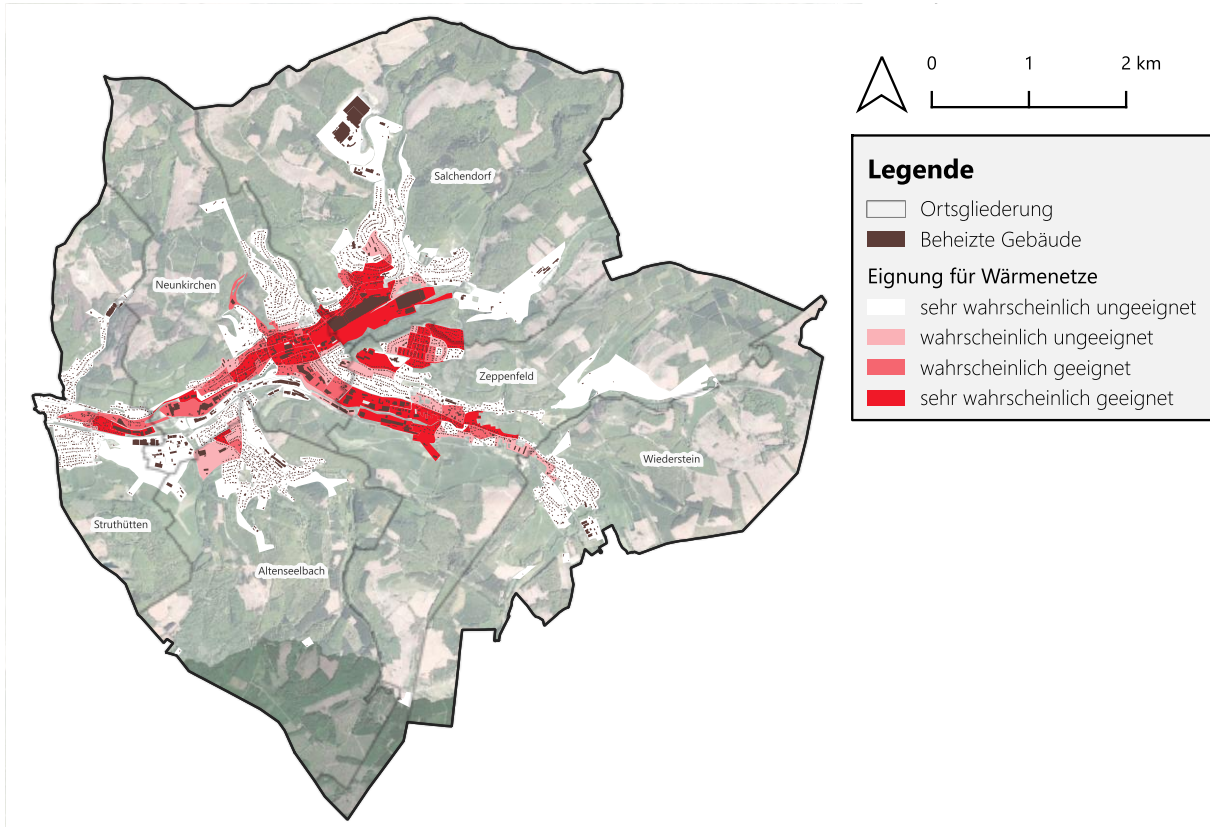 0 1 2 km
Legende
Ortsgliederung
Beheizte Gebäude
Eignung für Wärmenetze
sehr wahrscheinlich ungeeignet
wahrscheinlich ungeeignet
wahrscheinlich geeignet
sehr wahrscheinlich geeignet
Salchendorf
Neunkirchen
Zeppenfeld
Wiederstein
Struthütten
Altenseelbach